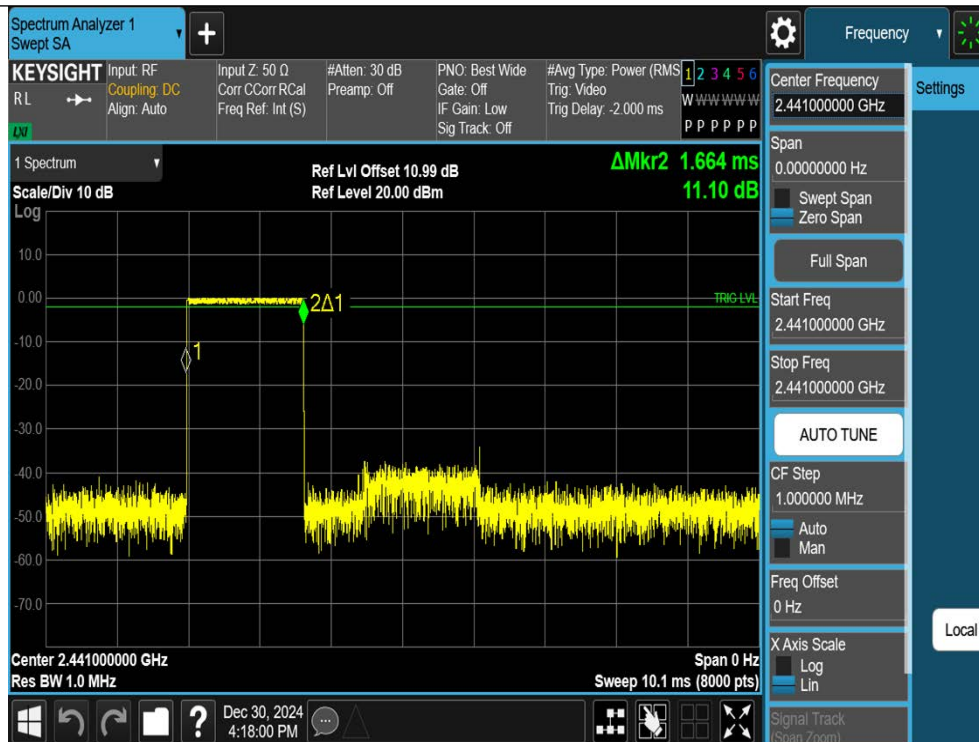 Spectrum Analyzer 1
Swept SA
+
Frequency
KEYSIGHT
RL
LXI
Input: RF
Coupling: DC
Align: Auto
Input Z: 50 Ω
Corr CCorr RCal
Freq Ref: Int (S)
#Atten: 30 dB
Preamp: Off
PNO: Best Wide
Gate: Off
IF Gain: Low
Sig Track: Off
#Avg Type: Power (RMS
Trig: Video
Trig Delay: -2.000 ms
1 2 3 4 5 6
W W W W W W
P P P P P P
1 Spectrum
Scale/Div 10 dB
Log
Ref Lvl Offset 10.99 dB
Ref Level 20.00 dBm
ΔMkr2 1.664 ms
11.10 dB
10.0
0.00
-10.0
-20.0
-30.0
-40.0
-50.0
-60.0
-70.0
2Δ1
1
TRIG LVL
Center 2.441000000 GHz
Res BW 1.0 MHz
Span 0 Hz
Sweep 10.1 ms (8000 pts)
Center Frequency
2.441000000 GHz
Span
0.00000000 Hz
Swept Span
Zero Span
Full Span
Start Freq
2.441000000 GHz
Stop Freq
2.441000000 GHz
AUTO TUNE
CF Step
1.000000 MHz
Auto
Man
Freq Offset
0 Hz
X Axis Scale
Log
Lin
Signal Track
(Span Zoom)
Settings
Local
?
Dec 30, 2024
4:18:00 PM